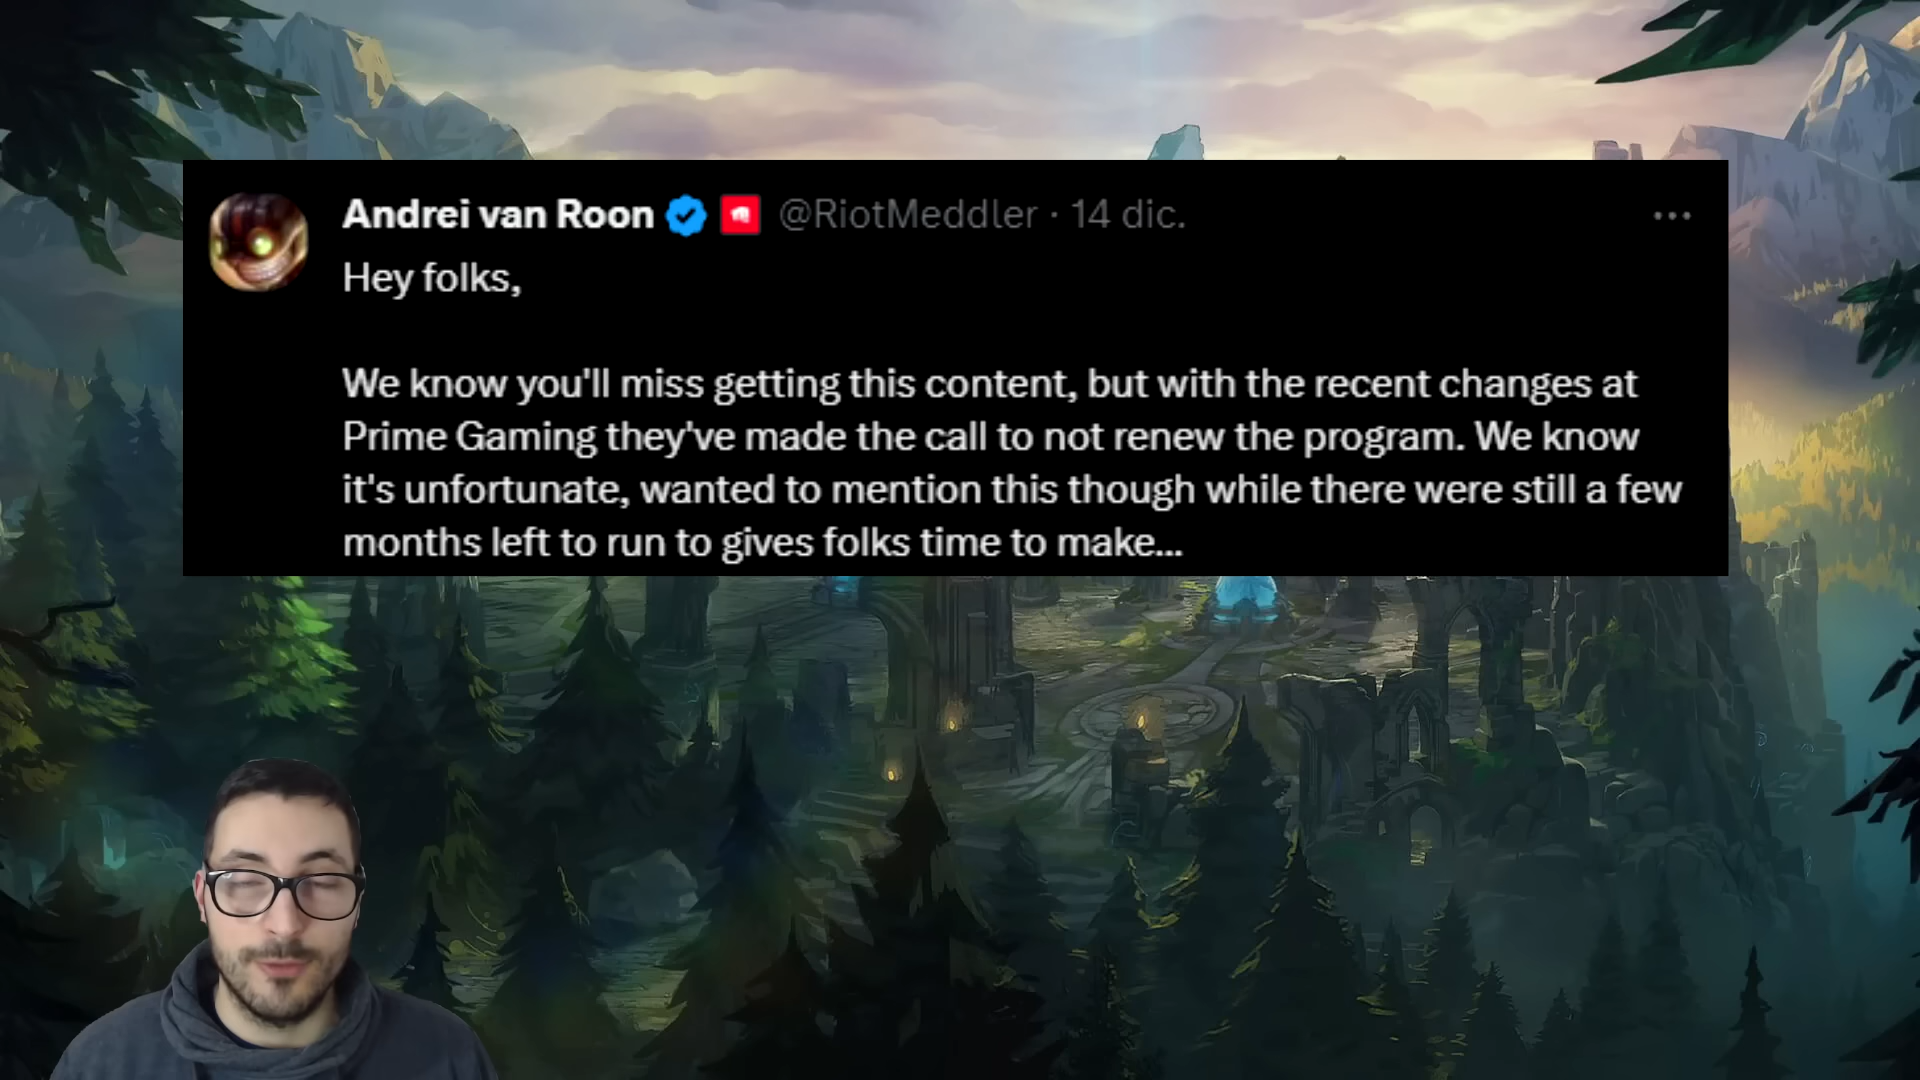 Andrei van Roon @RiotMeddler · 14 dic.
Hey folks,
We know you'll miss getting this content, but with the recent changes at
Prime Gaming they've made the call to not renew the program. We know
it's unfortunate, wanted to mention this though while there were still a few
months left to run to gives folks time to make...